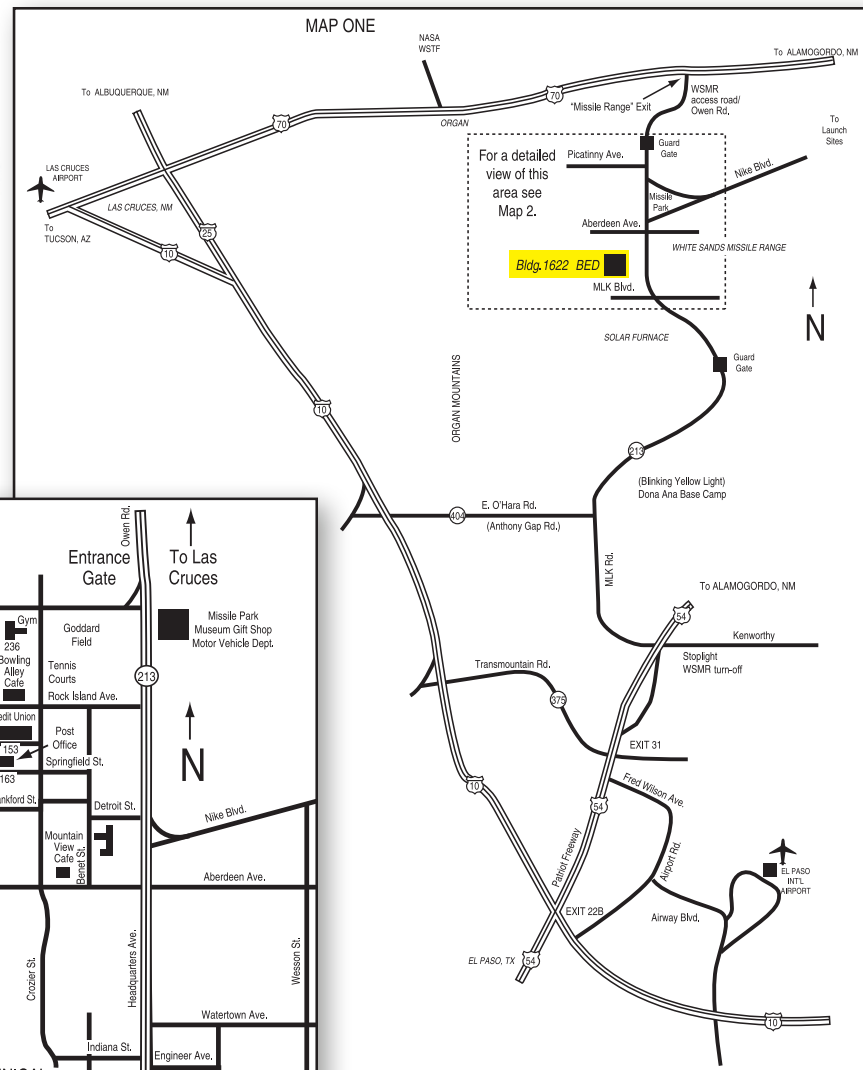 MAP ONE
NASA
WSTF
To ALAMOGORDO, NM
To ALBUQUERQUE, NM
70
70
ORGAN
"Missile Range" Exit
WSMR
access road/
Owen Rd.
To
Launch
Sites
LAS CRUCES
AIRPORT
LAS CRUCES, NM
To
TUCSON, AZ
10
25
For a detailed
view of this
area see
Map 2.
Guard
Gate
Picatinny Ave.
Nike Blvd.
Missile
Park
Aberdeen Ave.
WHITE SANDS MISSILE RANGE
Bldg.1622 BED
MLK Blvd.
N
SOLAR FURNACE
Guard
Gate
ORGAN MOUNTAINS
10
213
(Blinking Yellow Light)
Dona Ana Base Camp
E. O'Hara Rd.
404
(Anthony Gap Rd.)
MLK Rd.
To ALAMOGORDO, NM
54
Kenworthy
Stoplight
WSMR turn-off
Transmountain Rd.
375
EXIT 31
10
54
Fred Wilson Ave.
Patriot Freeway
Airport Rd.
EL PASO
INT'L
AIRPORT
EXIT 22B
Airway Blvd.
EL PASO, TX
54
10
Owen Rd.
Entrance
Gate
To Las
Cruces
Gym
236
Bowling
Alley
Cafe
Goddard
Field
Missile Park
Museum Gift Shop
Motor Vehicle Dept.
Tennis
Courts
213
Rock Island Ave.
edit Union
153
Post
Office
Springfield St.
163
N
ankford St.
Detroit St.
Nike Blvd.
Mountain
View
Cafe
Benet St.
Aberdeen Ave.
Crozier St.
Headquarters Ave.
Wesson St.
Watertown Ave.
Indiana St.
Engineer Ave.